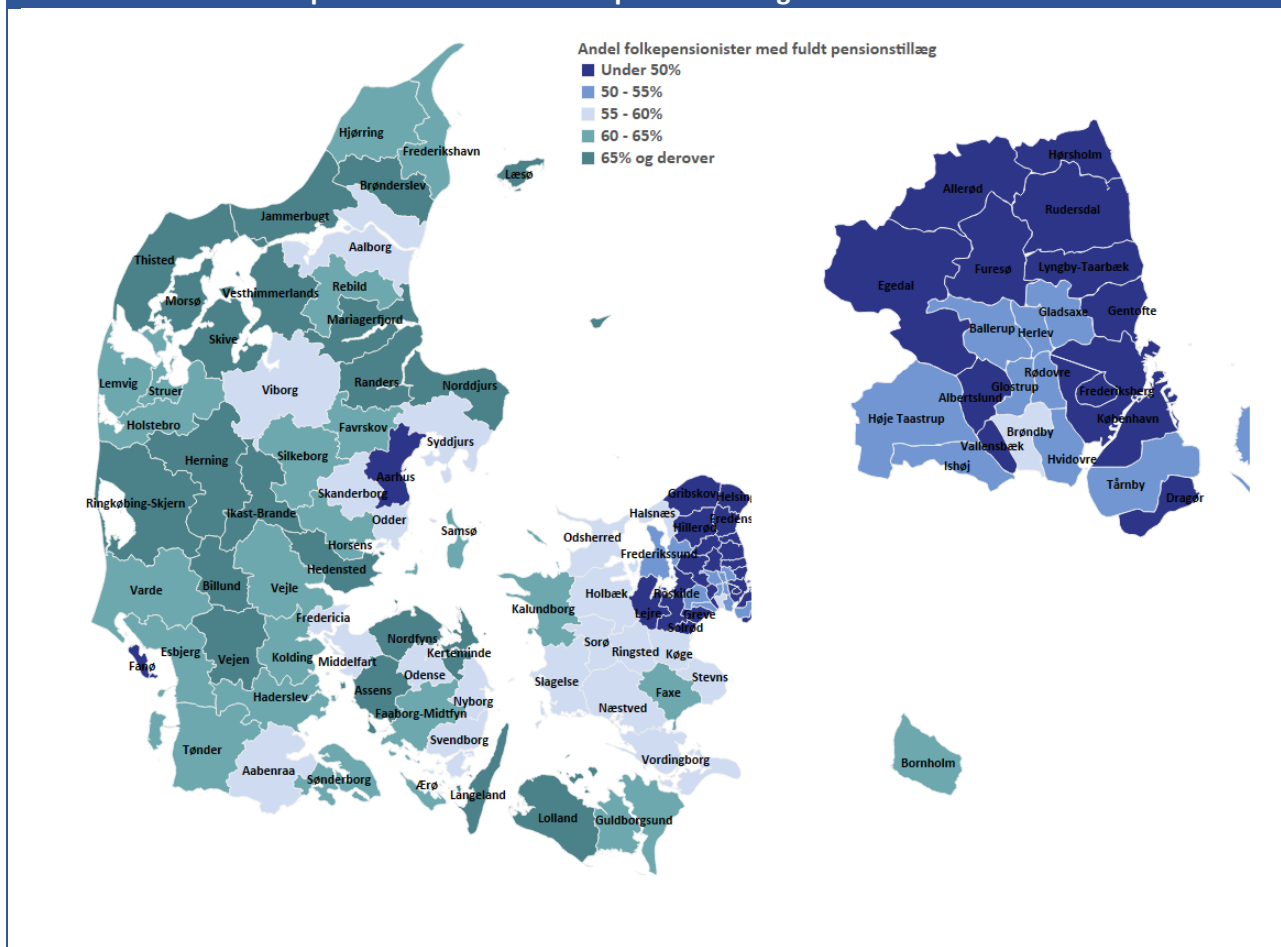 Andel folkepensionister med fuldt pensionstillæg
Under 50%
50 - 55%
55 - 60%
60 - 65%
65% og derover
Hjørring
Frederikshavn
Læsø
Brønderslev
Jammerbugt
Aalborg
Thisted
Rebild
Vesthimmerlands
Morsø
Mariagerfjord
Skive
Lemvig
Struer
Viborg
Randers
Norddjurs
Holstebro
Favrskov
Syddjurs
Herning
Silkeborg
Aarhus
Skanderborg
Ringkøbing-Skjern
Ikast-Brande
Odder
Samsø
Horsens
Hedensted
Varde
Billund
Vejle
Fredericia
Esbjerg
Fanø
Vejen
Kolding
Middelfart
Nordfyns
Kerteminde
Odense
Assens
Nyborg
Haderslev
Faaborg-Midtfyn
Svendborg
Tønder
Aabenraa
Sønderborg
Ærø
Langeland
Gribskov
Helsing
Halsnæs
Hillerød
Fredens
Odsherred
Frederikssund
Kalundborg
Holbæk
Roskilde
Lejre
Greve
Solrød
Sorø
Ringsted
Køge
Slagelse
Stevns
Faxe
Næstved
Vordingborg
Lolland
Guldborgsund
Hørsholm
Allerød
Rudersdal
Egedal
Furesø
Lyngby-Taarbæk
Gladsaxe
Gentofte
Ballerup
Herlev
Rødovre
Glostrup
Frederiksberg
Albertslund
København
Høje Taastrup
Brøndby
Vallensbæk
Hvidovre
Ishøj
Tårnby
Dragør
Bornholm